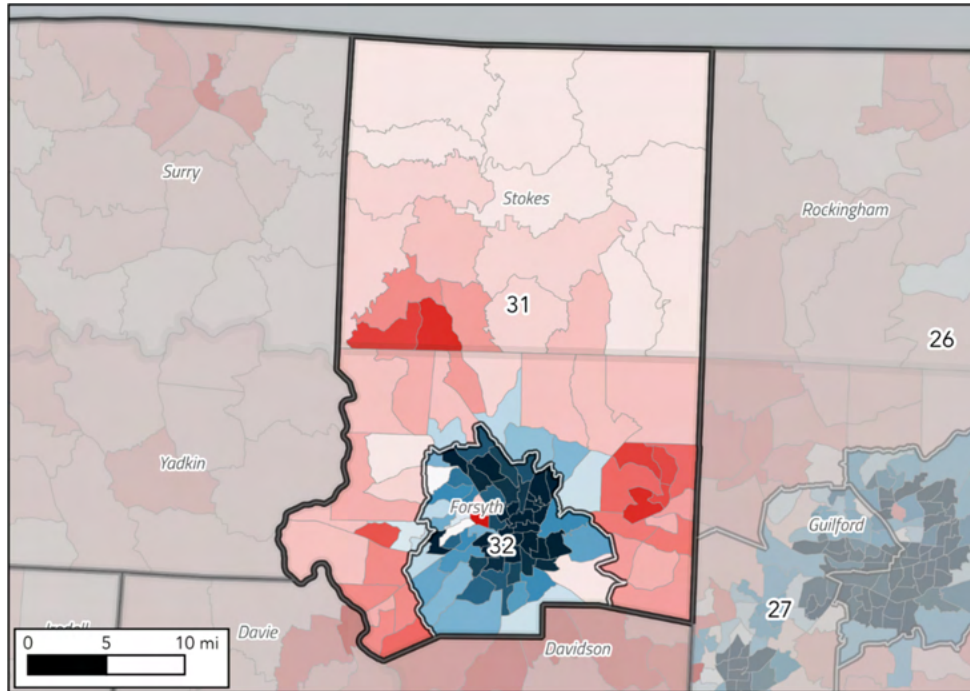 Surry
Stokes
Rockingham
31
26
Yadkin
Forsyth
Guilford
32
27
Davie
Davidson
0 5 10 mi